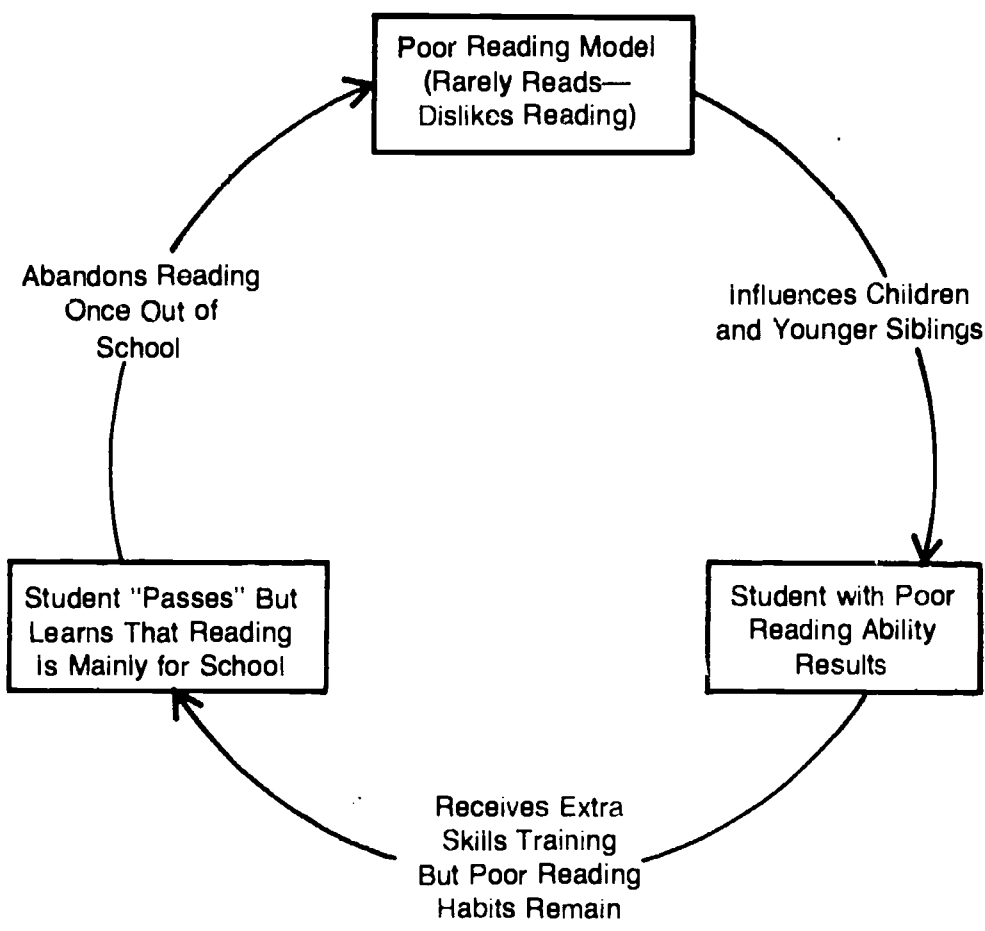 Poor Reading Model
(Rarely Reads—
Dislikes Reading)
Influences Children
and Younger Siblings
Student with Poor
Reading Ability
Results
Receives Extra
Skills Training
But Poor Reading
Habits Remain
Student "Passes" But
Learns That Reading
is Mainly for School
Abandons Reading
Once Out of
School